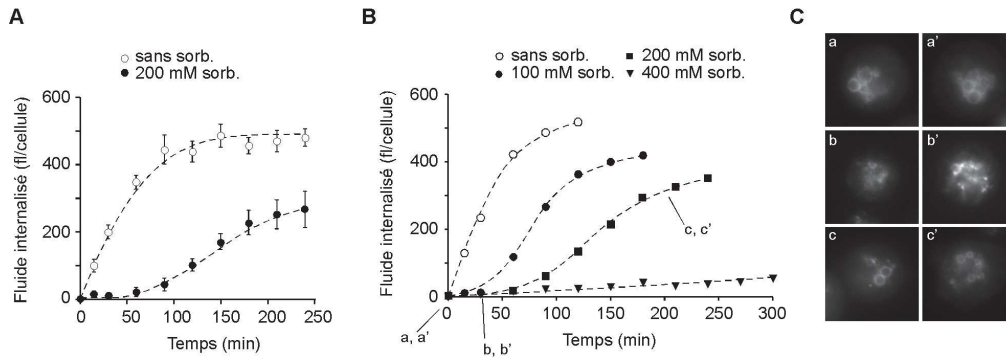 A
sans sorb.
200 mM sorb.
Fluide internalisé (fl/cellule)
600
400
200
0
0 50 100 150 200 250
Temps (min)
B
sans sorb.
200 mM sorb.
100 mM sorb.
400 mM sorb.
Fluide internalisé (fl/cellule)
600
400
200
0
0 50 100 150 200 250 300
Temps (min)
a, a’
b, b’
c, c’
C
a
a’
b
b’
c
c’